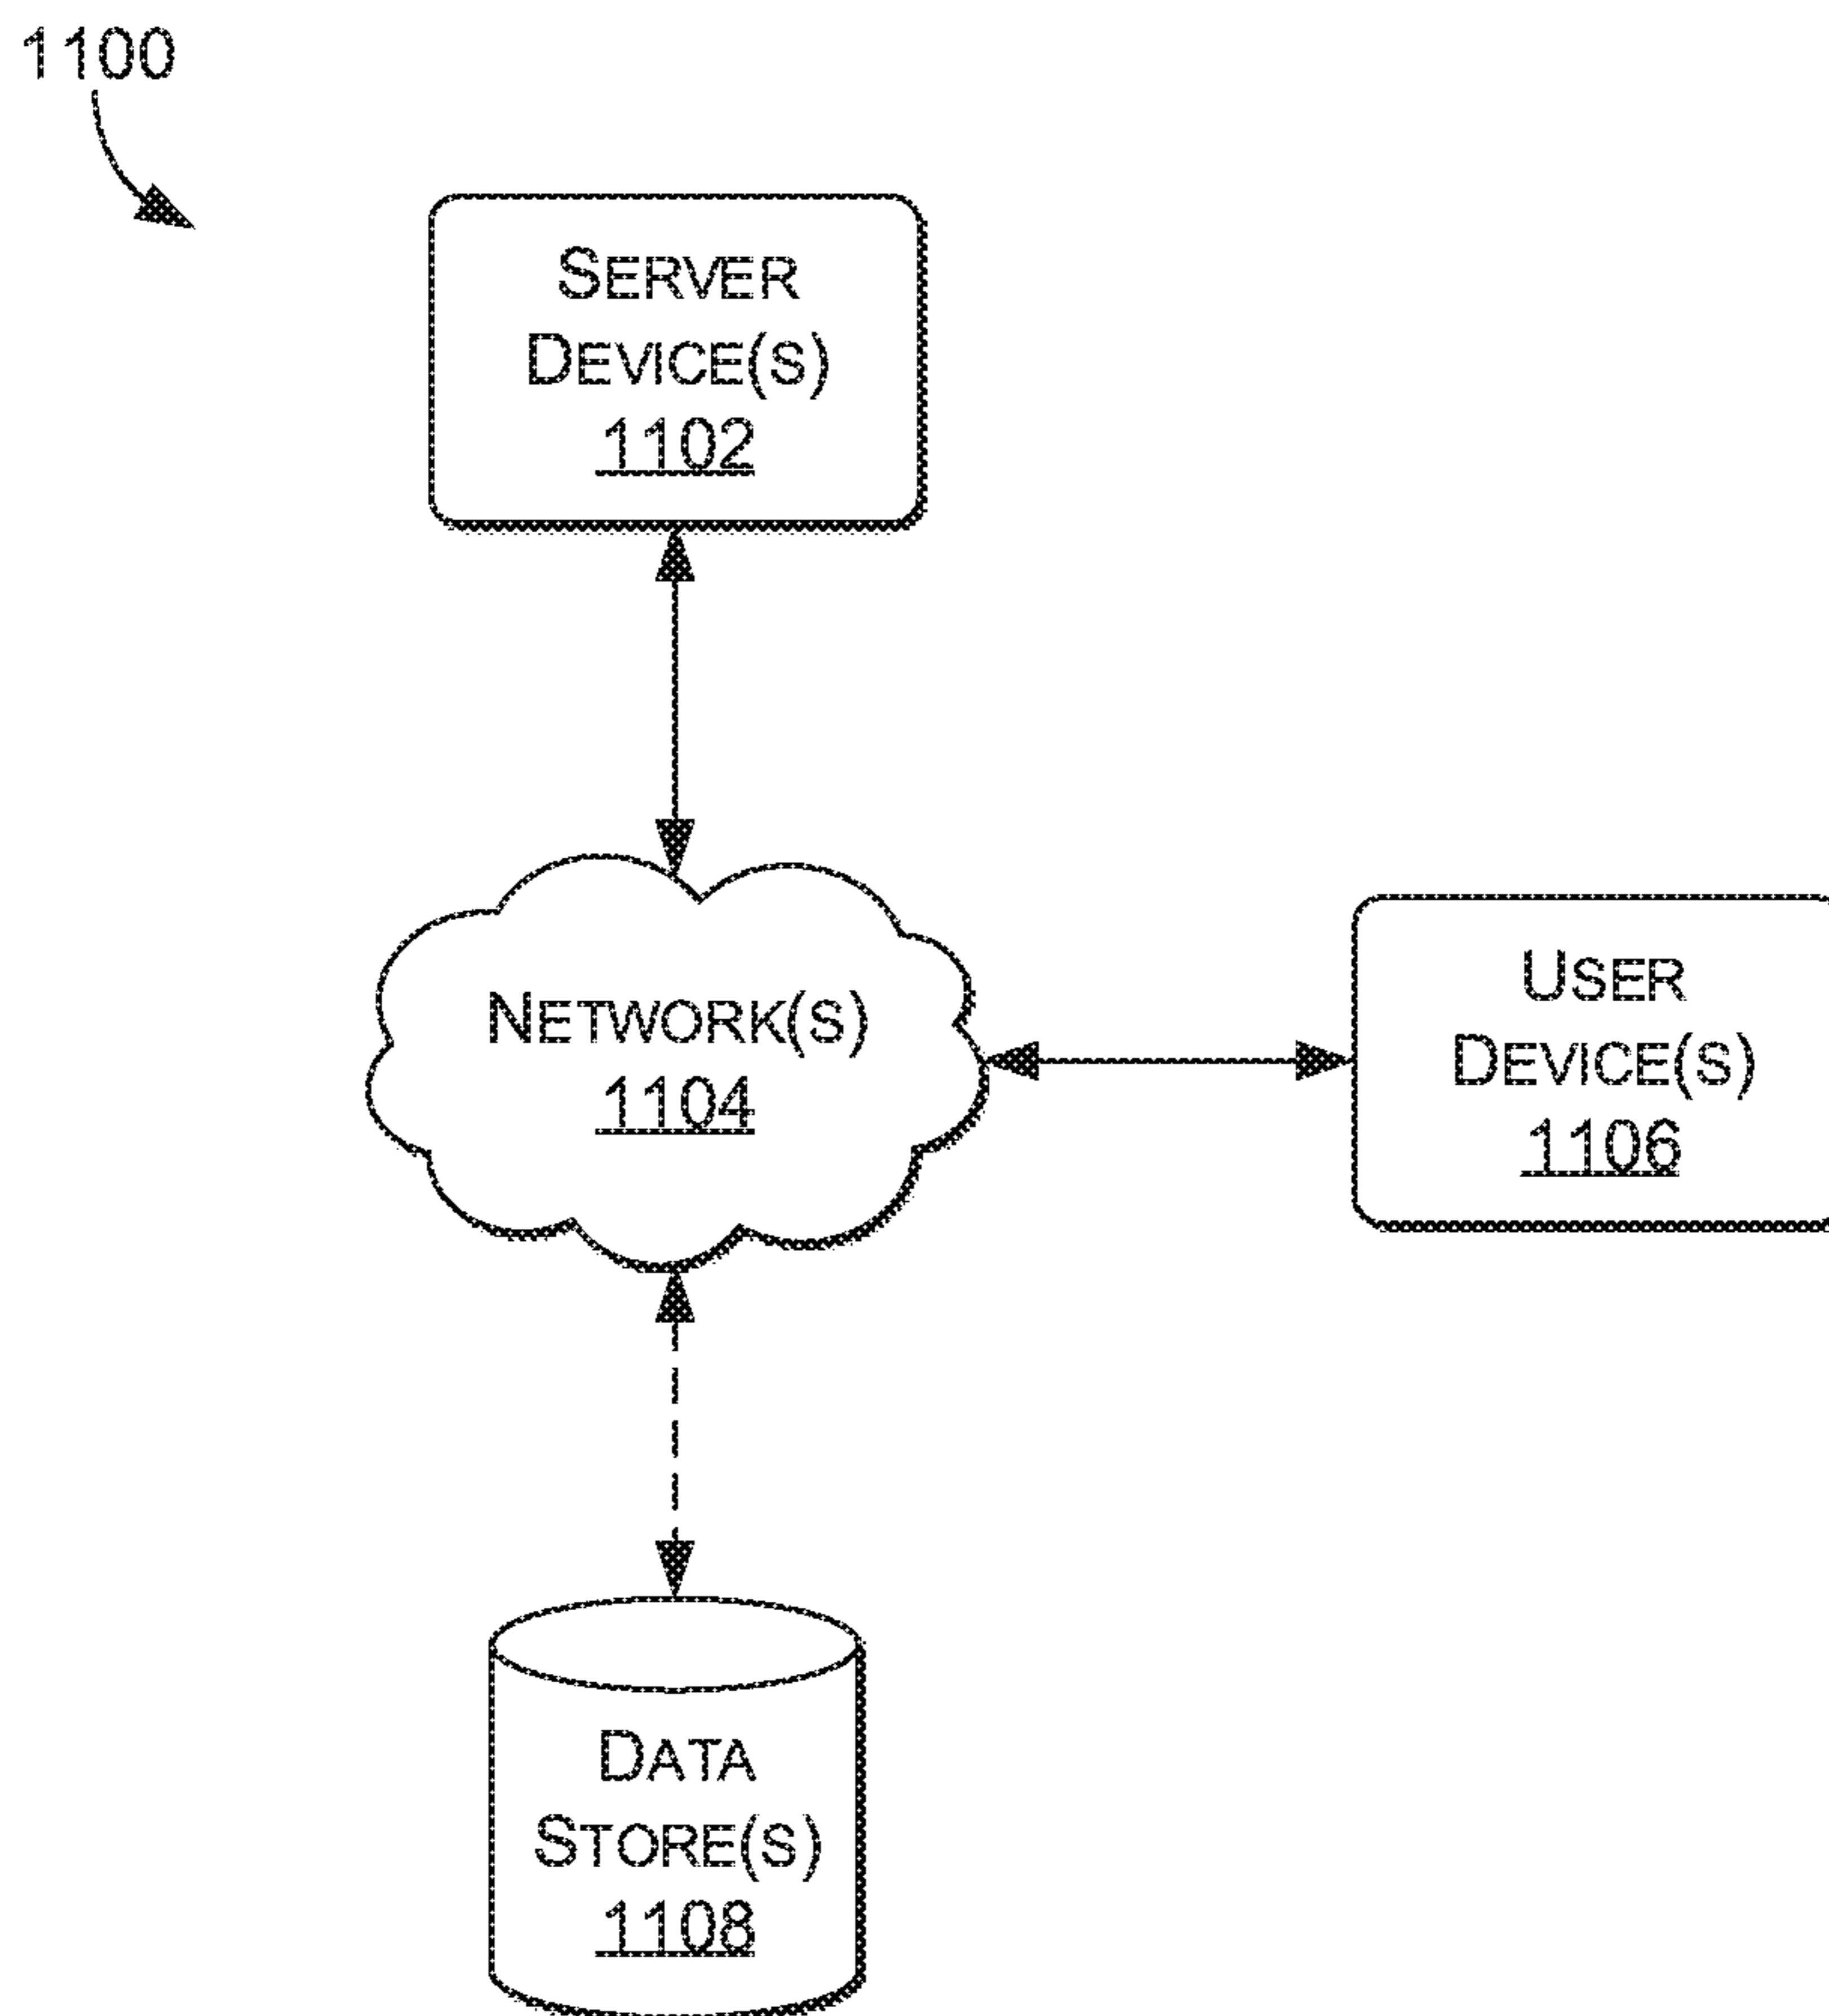 1100
SERVER
DEVICE(S)
1102
NETWORK(S)
1104
USER
DEVICE(S)
1106
DATA
STORE(S)
1108